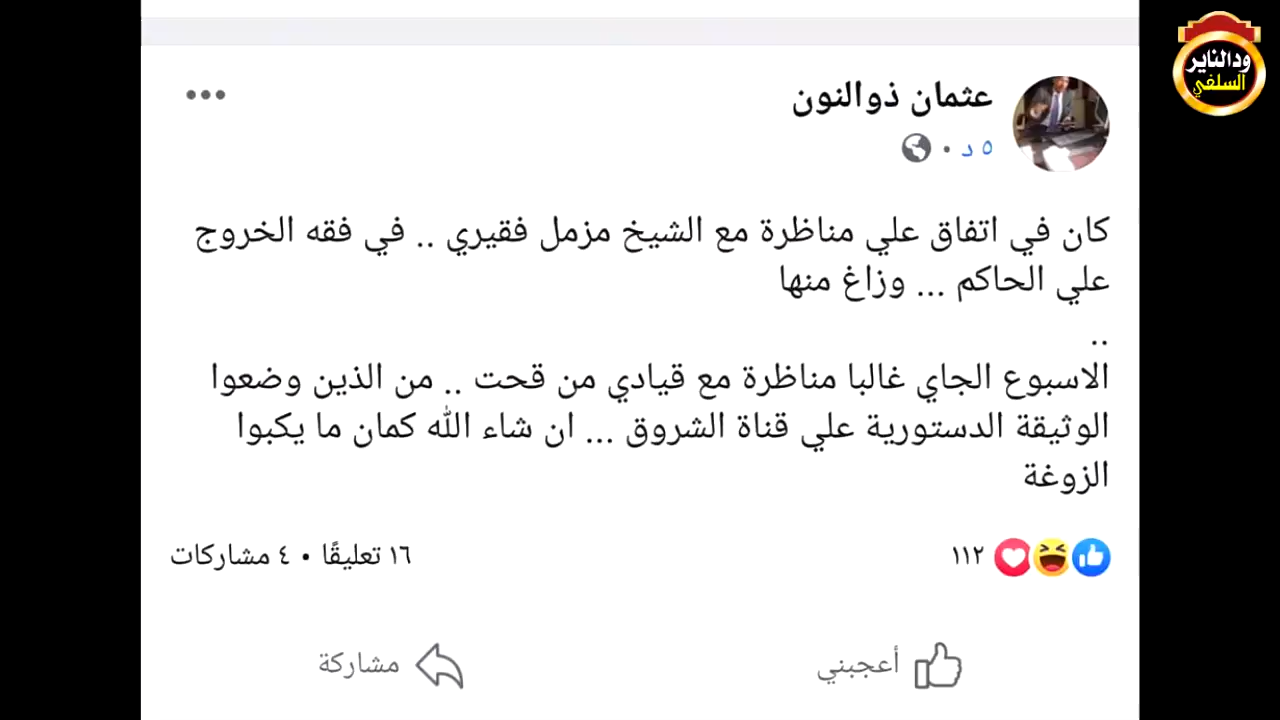 ودالناير
السلفي
عثمان ذوالنون
٥ د
كان في اتفاق علي مناظرة مع الشيخ مزمل فقيري .. في فقه الخروج
علي الحاكم ... وزاغ منها
..
الاسبوع الجاي غالبا مناظرة مع قيادي من قحت .. من الذين وضعوا
الوثيقة الدستورية علي قناة الشروق ... ان شاء الله كمان ما يكبوا
الزوغة
١١٢
١٦ تعليقًا • ٤ مشاركات
أعجبني
مشاركة